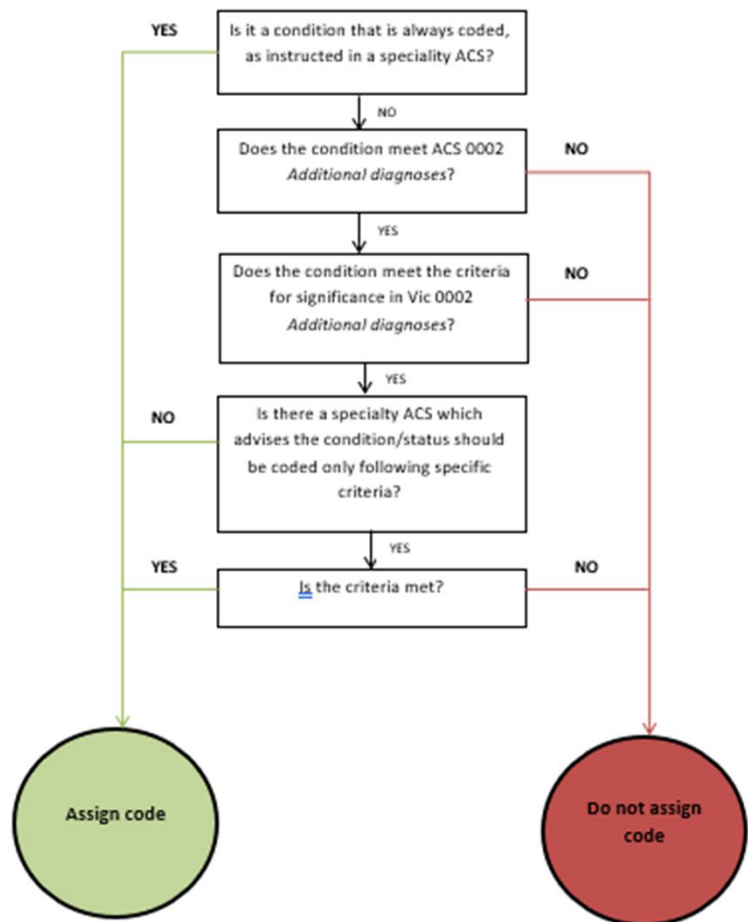 YES
Is it a condition that is always coded,
as instructed in a speciality ACS?
NO
Does the condition meet ACS 0002
Additional diagnoses?
NO
YES
Does the condition meet the criteria
for significance in Vic 0002
Additional diagnoses?
NO
YES
NO
Is there a specialty ACS which
advises the condition/status should
be coded only following specific
criteria?
YES
YES
Is the criteria met?
NO
Assign code
Do not assign
code